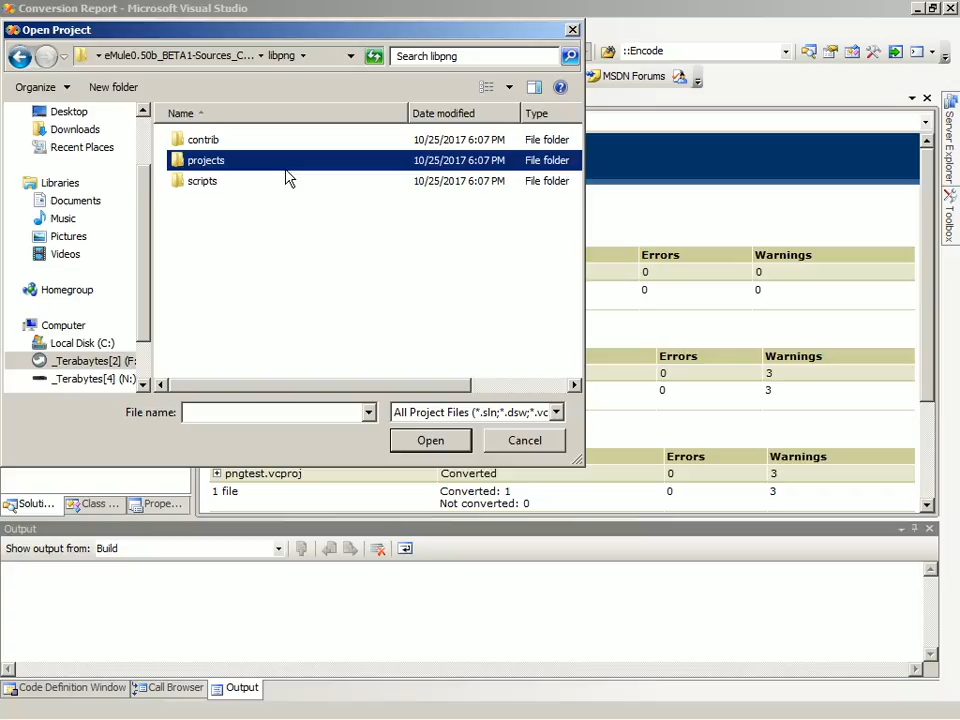 Conversion Report - Microsoft Visual Studio
Open Project
eMule0.50b_BETA1-Sources_C... libpng
Search libpng
::Encode
Organize
New folder
MSDN Forums
Name
Date modified
Type
Desktop
Downloads
Recent Places
Libraries
Documents
Music
Pictures
Videos
Homegroup
Computer
Local Disk (C:)
_Terabaytes[2] (F:
_Terabytes[4] (N:)
contrib 10/25/2017 6:07 PM File folder
projects 10/25/2017 6:07 PM File folder
scripts 10/25/2017 6:07 PM File folder
File name:
All Project Files (*.sln;*.dsw;*.vc
Open
Cancel
Server Explorer
Toolbox
Errors Warnings
0 0
0 0
Errors Warnings
0 3
0 3
Errors Warnings
pngtest.vcproj Converted 0 3
1 file Converted: 1 0 3
Not converted: 0
Soluti... Class ... Prope...
Output
Show output from: Build
Code Definition Window Call Browser Output